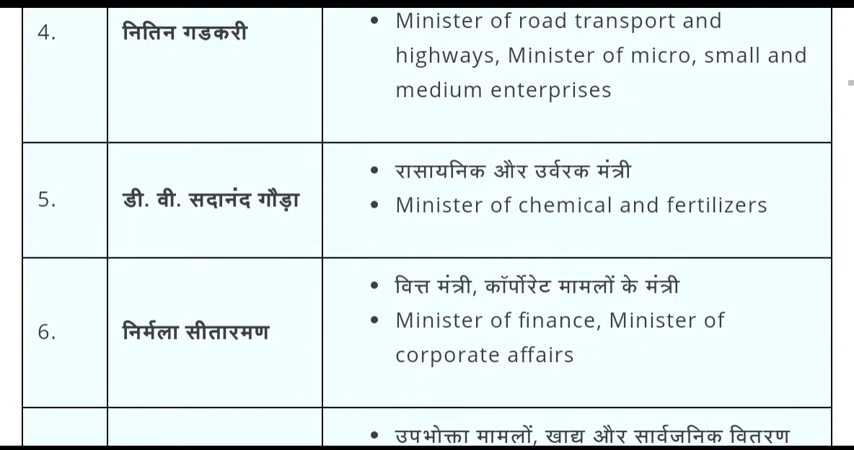 4.
नितिन गडकरी
• Minister of road transport and
highways, Minister of micro, small and
medium enterprises
5.
डी. वी. सदानंद गौड़ा
• रासायनिक और उर्वरक मंत्री
• Minister of chemical and fertilizers
6.
निर्मला सीतारमण
• वित्त मंत्री, कॉर्पोरेट मामलों के मंत्री
• Minister of finance, Minister of
corporate affairs
• उपभोक्ता मामलों, खाद्य और सार्वजनिक वितरण